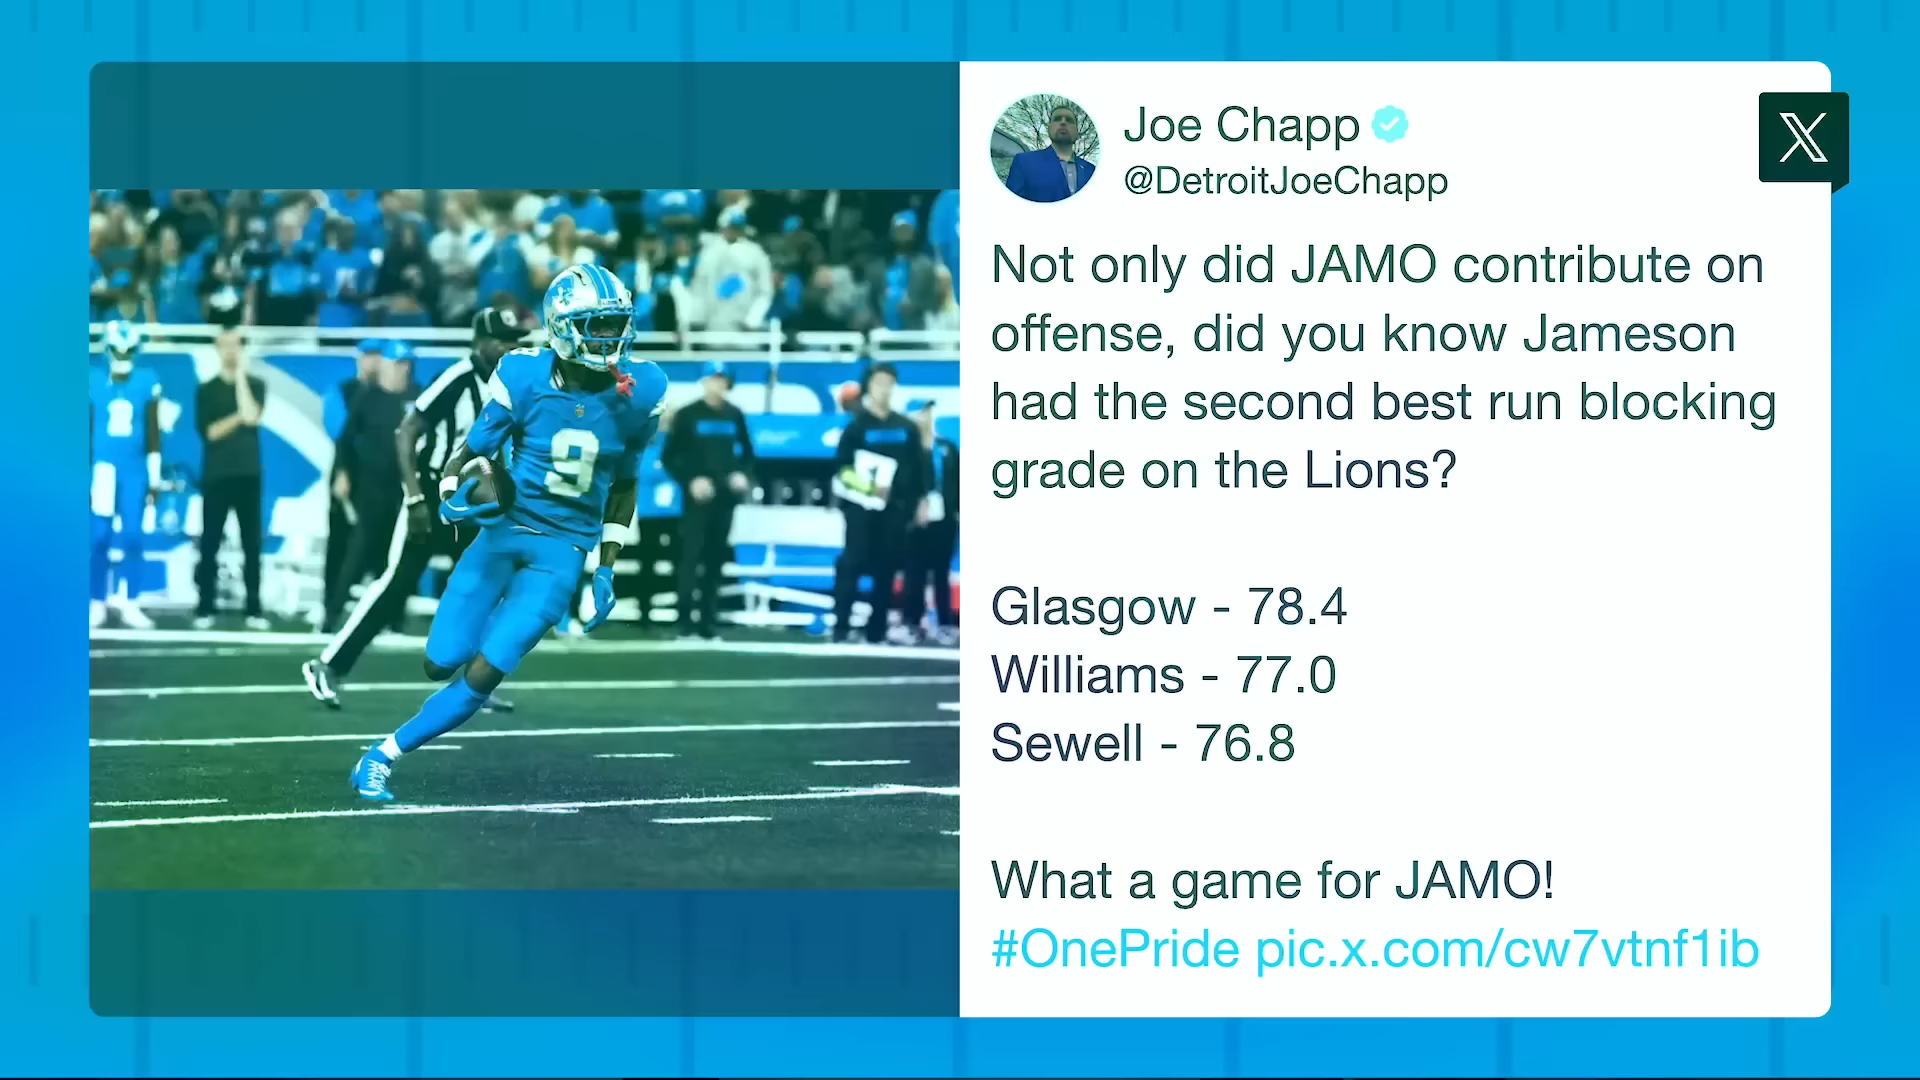 Joe Chapp
@DetroitJoeChapp
Not only did JAMO contribute on
offense, did you know Jameson
had the second best run blocking
grade on the Lions?
Glasgow - 78.4
Williams - 77.0
Sewell - 76.8
What a game for JAMO!
#OnePride pic.x.com/cw7vtnf1ib
9